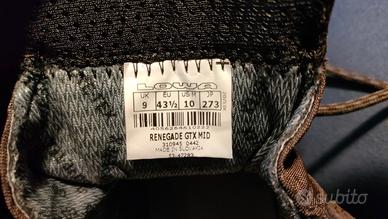 LOWA
UK EU US M JP
9 43½ 10 273
4056284610222
RENEGADE GTX MID
310945 0442
MADE IN SLOVAKIA
subito